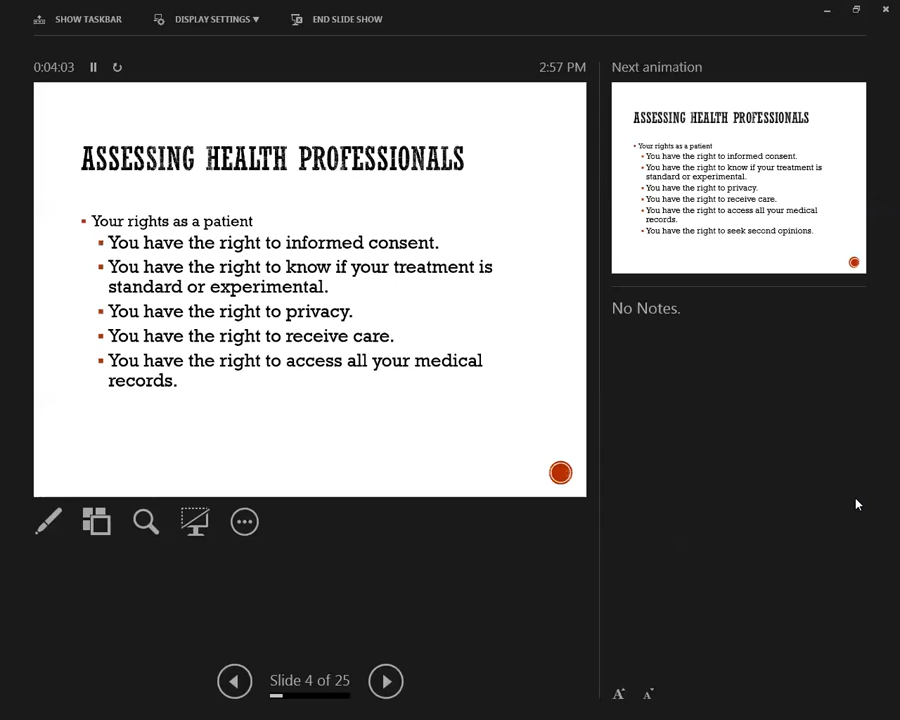 SHOW TASKBAR
DISPLAY SETTINGS ▼
END SLIDE SHOW
0:04:03
2:57 PM
Next animation
ASSESSING HEALTH PROFESSIONALS
▪ Your rights as a patient
▪ You have the right to informed consent.
▪ You have the right to know if your treatment is
standard or experimental.
▪ You have the right to privacy.
▪ You have the right to receive care.
▪ You have the right to access all your medical
records.
ASSESSING HEALTH PROFESSIONALS
▪ Your rights as a patient
▪ You have the right to informed consent.
▪ You have the right to know if your treatment is
standard or experimental.
▪ You have the right to privacy.
▪ You have the right to receive care.
▪ You have the right to access all your medical
records.
▪ You have the right to seek second opinions.
No Notes.
Slide 4 of 25
A A